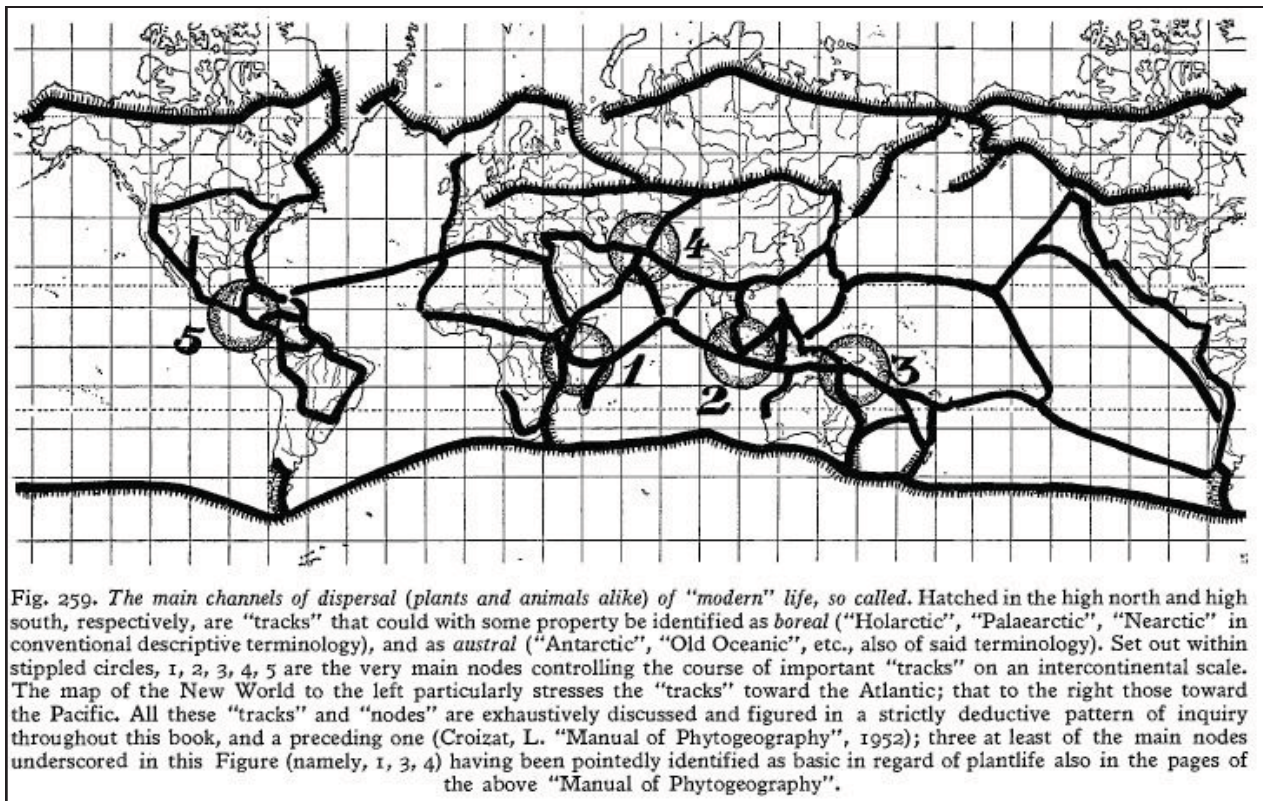 4
5
1
2
3
Fig. 259. The main channels of dispersal (plants and animals alike) of "modern" life, so called. Hatched in the high north and high
south, respectively, are "tracks" that could with some property be identified as boreal ("Holarctic", "Palaearctic", "Nearctic" in
conventional descriptive terminology), and as austral ("Antarctic", "Old Oceanic", etc., also of said terminology). Set out within
stippled circles, 1, 2, 3, 4, 5 are the very main nodes controlling the course of important "tracks" on an intercontinental scale.
The map of the New World to the left particularly stresses the "tracks" toward the Atlantic; that to the right those toward
the Pacific. All these "tracks" and "nodes" are exhaustively discussed and figured in a strictly deductive pattern of inquiry
throughout this book, and a preceding one (Croizat, L. "Manual of Phytogeography", 1952); three at least of the main nodes
underscored in this Figure (namely, 1, 3, 4) having been pointedly identified as basic in regard of plantlife also in the pages of
the above "Manual of Phytogeography".